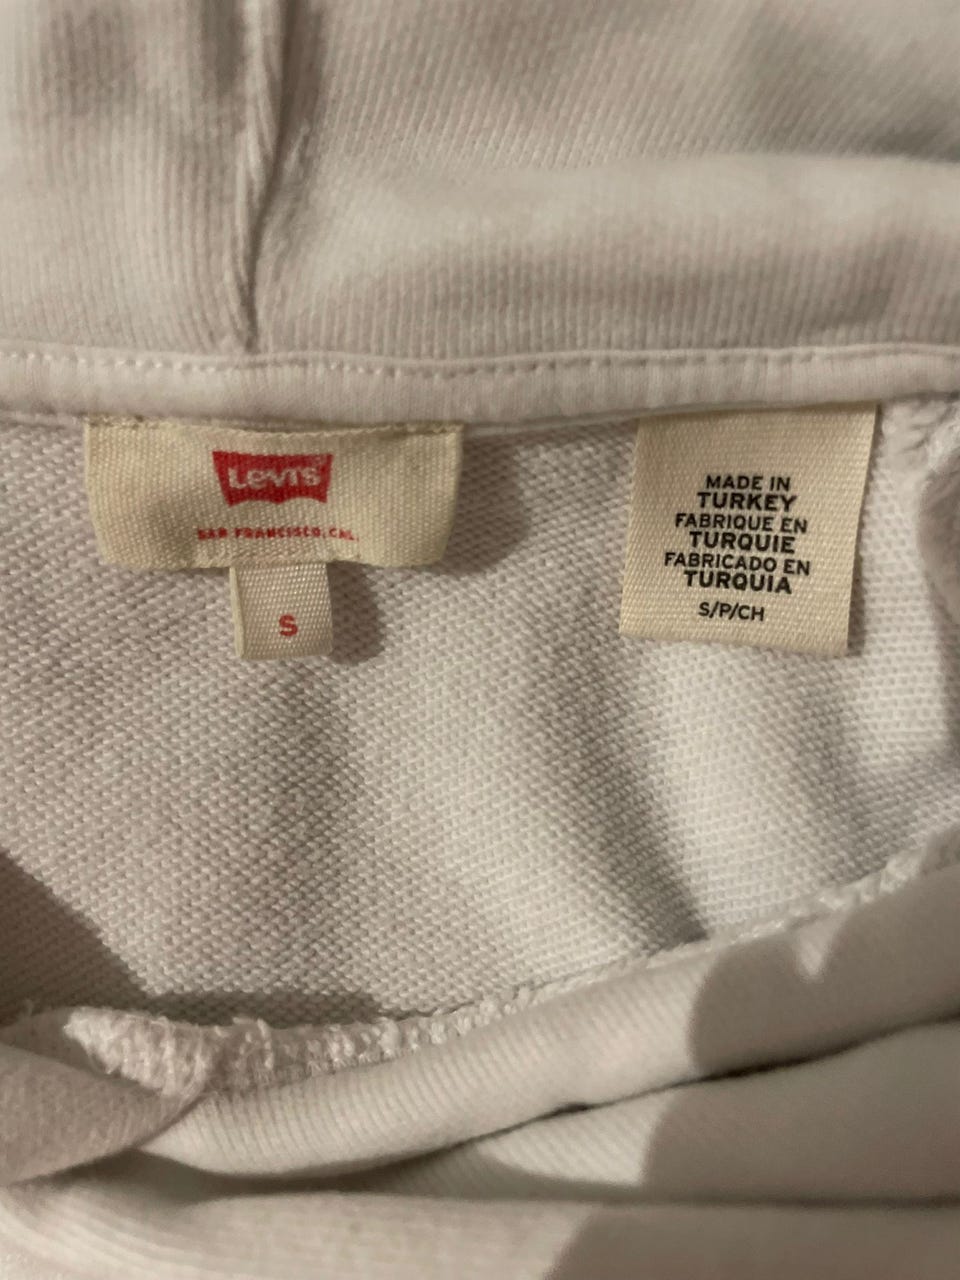 Levi's
SAN FRANCISCO, CAL.
S
MADE IN
TURKEY
FABRIQUE EN
TURQUIE
FABRICADO EN
TURQUIA
S/P/CH